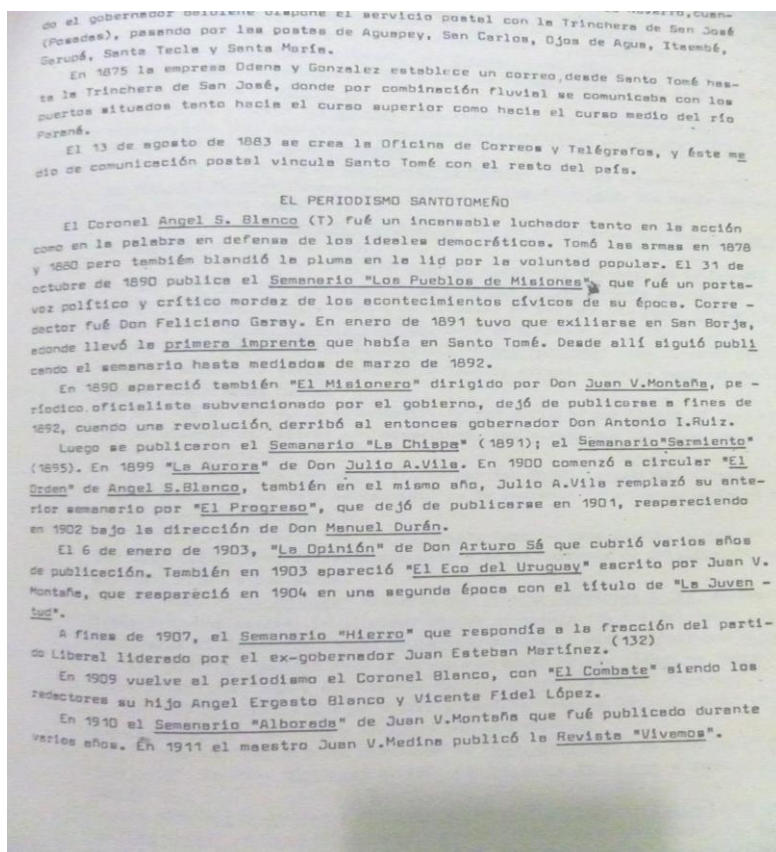 do el gobernador dispone el servicio postal con la Trinchera de San José
(Posadas), pasando por las postas de Aguapey, San Carlos, Ojos de Agua, Itaembé,
Garupá, Santa Tecla y Santa María.
En 1875 la empresa Odena y Gonzalez establece un correo, desde Santo Tomé has-
ta la Trinchera de San José, donde por combinación fluvial se comunicaba con los
puertos situados tanto hacia el curso superior como hacia el curso medio del río
Paraná.
El 13 de agosto de 1883 se crea la Oficina de Correos y Telégrafos, y éste me
dio de comunicación postal vincula Santo Tomé con el resto del país.
EL PERIODISMO SANTOTOMEÑO
El Coronel Angel S. Blanco (T) fué un incansable luchador tanto en la acción
como en la palabra en defensa de los ideales democráticos. Tomó las armas en 1878
y 1880 pero tambiém blandió la pluma en la lid por la voluntad popular. El 31 de
octubre de 1890 publica el Semanario "Los Pueblos de Misiones", que fué un porta-
voz político y crítico mordaz de los acontecimientos cívicos de su época. Corre -
dactor fué Don Feliciano Garay. En enero de 1891 tuvo que exiliarse en San Borja,
adonde llevó la primera imprenta que había en Santo Tomé. Desde allí siguió publi
cando el semanario hasta mediados de marzo de 1892.
En 1890 apareció también "El Misionero" dirigido por Don Juan V.Montaña, pe -
ríodico oficialista subvencionado por el gobierno, dejó de publicarse a fines de
1892, cuando una revolución derribó al entonces gobernador Don Antonio I.Ruiz.
Luego se publicaron el Semanario "La Chispa" (1891); el Semanario"Sarmiento"
(1895). En 1899 "La Aurora" de Don Julio A.Vila. En 1900 comenzó a circular "El
Orden" de Angel S.Blanco, también en el mismo año, Julio A.Vila remplazó su ante-
rior semanario por "El Progreso", que dejó de publicarse en 1901, reapareciendo
en 1902 bajo la dirección de Don Manuel Durán.
El 6 de enero de 1903, "La Opinión" de Don Arturo Sá que cubrió varios años
de publicación. También en 1903 apareció "El Eco del Uruguay" escrito por Juan V.
Montaña, que reapareció en 1904 en una segunda época con el título de "La Juven -
tud".
A fines de 1907, el Semanario "Hierro" que respondía a la fracción del parti-
do Liberal liderado por el ex-gobernador Juan Esteban Martínez.(132)
En 1909 vuelve al periodismo el Coronel Blanco, con "El Combate" siendo los
redactores su hijo Angel Ergasto Blanco y Vicente Fidel López.
En 1910 el Semanario "Alborada" de Juan V.Montaña que fué publicado durante
varios años. En 1911 el maestro Juan V.Medina publicó la Revista "Vivamos".